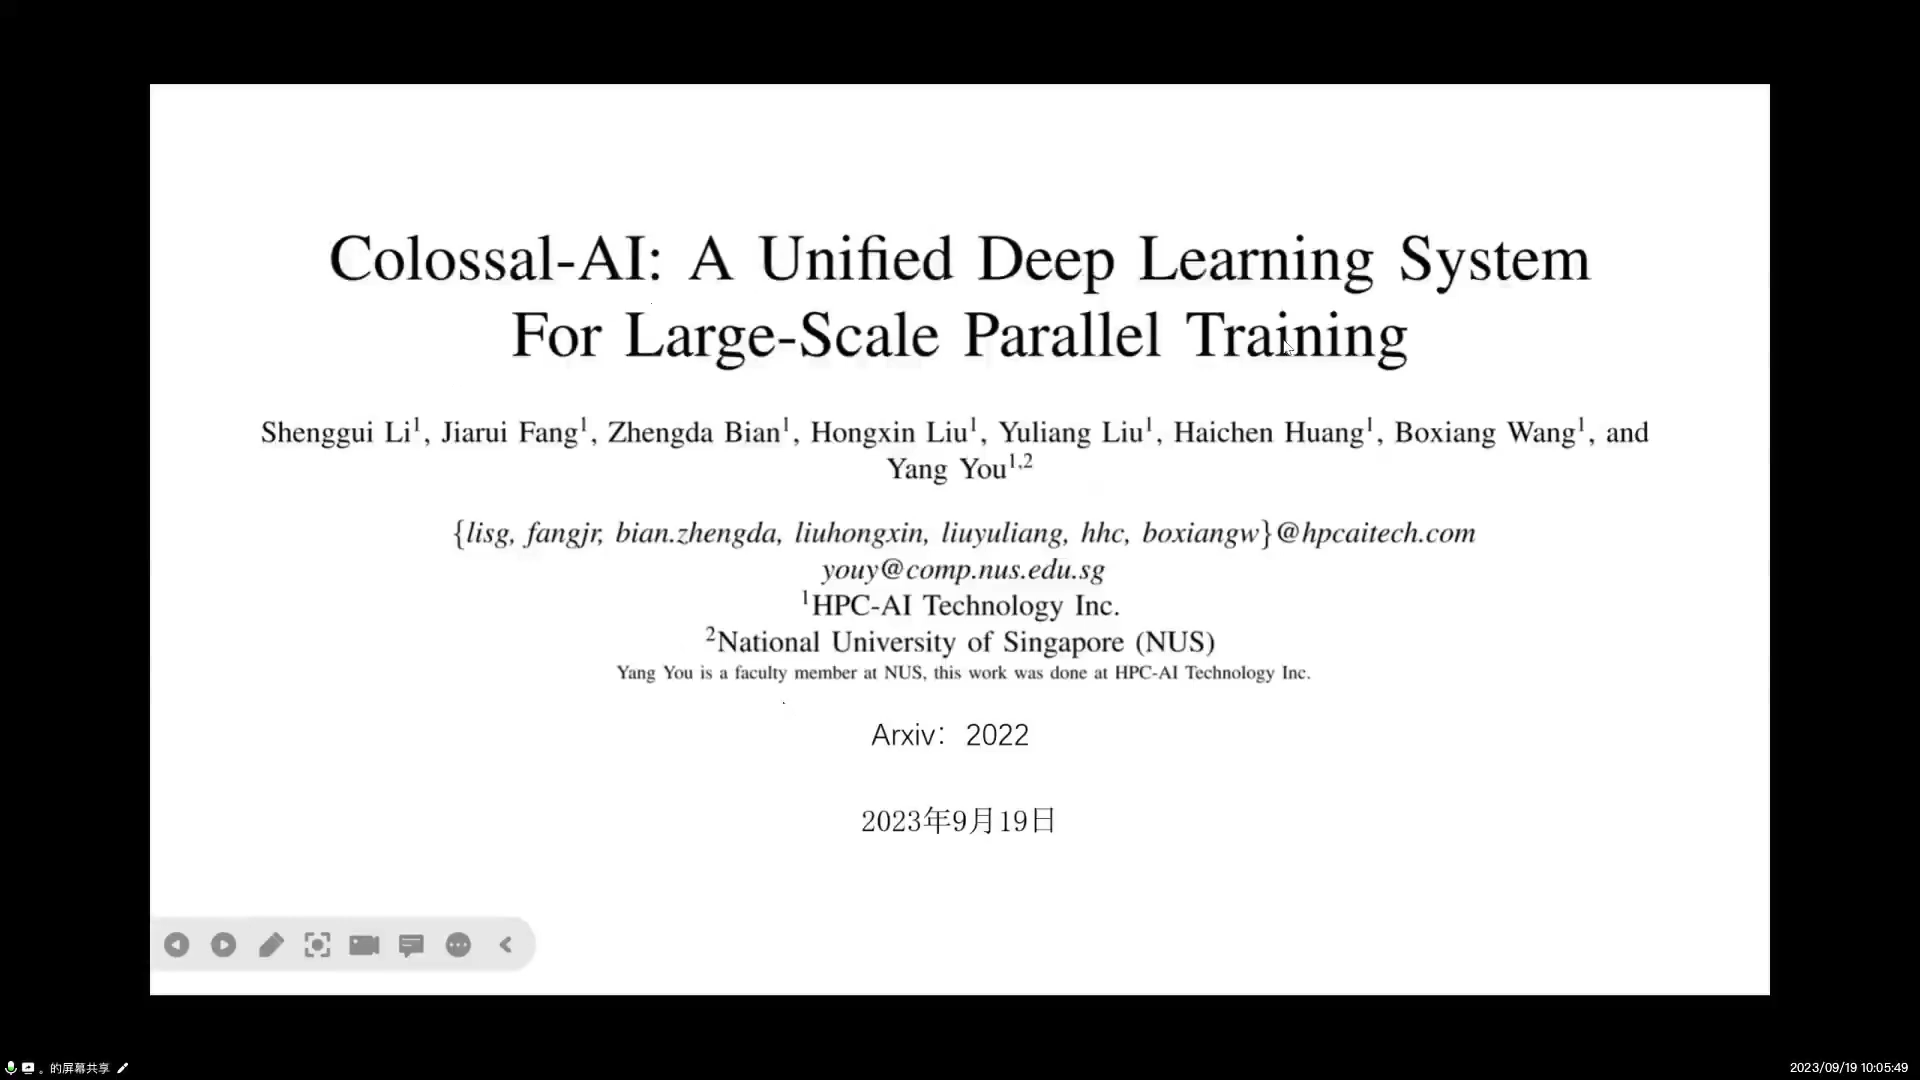 Colossal-AI: A Unified Deep Learning System
For Large-Scale Parallel Training
Shenggui Li¹, Jiarui Fang¹, Zhengda Bian¹, Hongxin Liu¹, Yuliang Liu¹, Haichen Huang¹, Boxiang Wang¹, and
Yang You¹,²
{lisg, fangjr, bian.zhengda, liuhongxin, liuyuliang, hhc, boxiangw}@hpcaitech.com
youy@comp.nus.edu.sg
¹HPC-AI Technology Inc.
²National University of Singapore (NUS)
Yang You is a faculty member at NUS, this work was done at HPC-AI Technology Inc.
Arxiv：2022
2023年9月19日
。的屏幕共享
2023/09/19 10:05:49